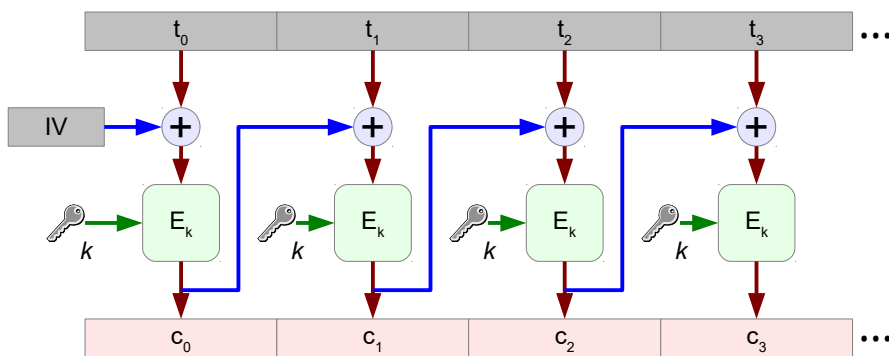 t₀ t₁ t₂ t₃ ...
IV + + + +
Eₖ Eₖ Eₖ Eₖ
k k k k
c₀ c₁ c₂ c₃ ...